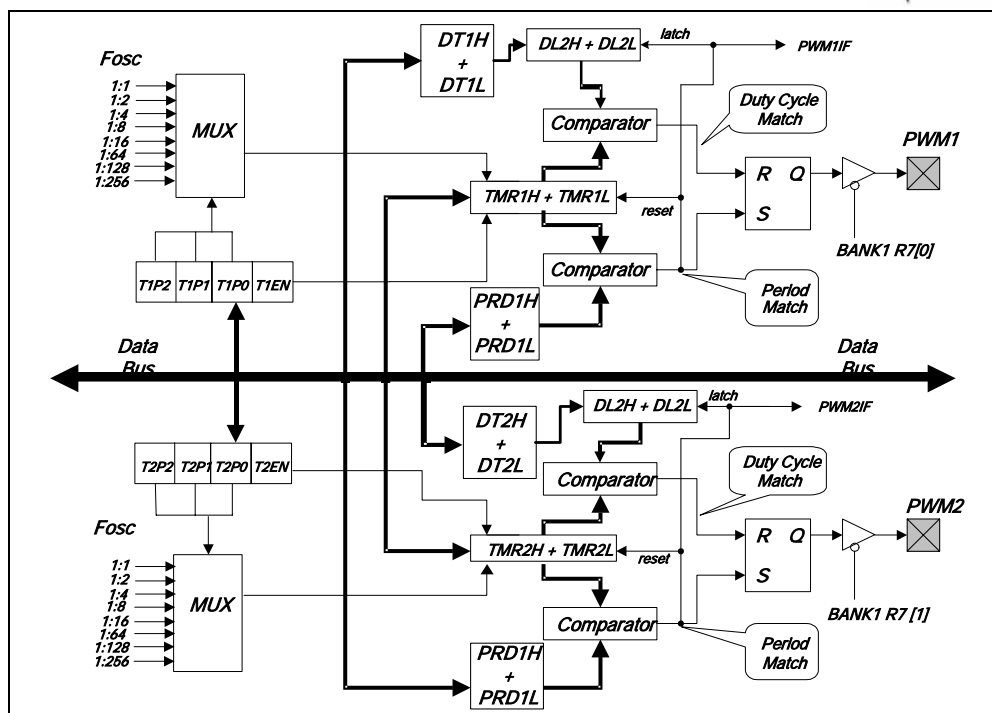 Fosc
1:1
1:2
1:4
1:8
1:16
1:64
1:128
1:256
MUX
T1P2 T1P1 T1P0 T1EN
DT1H
+
DT1L
DL2H + DL2L
latch
PWM1IF
Comparator
Duty Cycle
Match
PWM1
TMR1H + TMR1L
reset
R Q
S
BANK1 R7[0]
Comparator
Period
Match
PRD1H
+
PRD1L
Data
Bus
Data
Bus
DT2H
+
DT2L
DL2H + DL2L
latch
PWM2IF
T2P2 T2P1 T2P0 T2EN
Comparator
Duty Cycle
Match
PWM2
Fosc
1:1
1:2
1:4
1:8
1:16
1:64
1:128
1:256
MUX
TMR2H + TMR2L
reset
R Q
S
BANK1 R7 [1]
Comparator
Period
Match
PRD1H
+
PRD1L